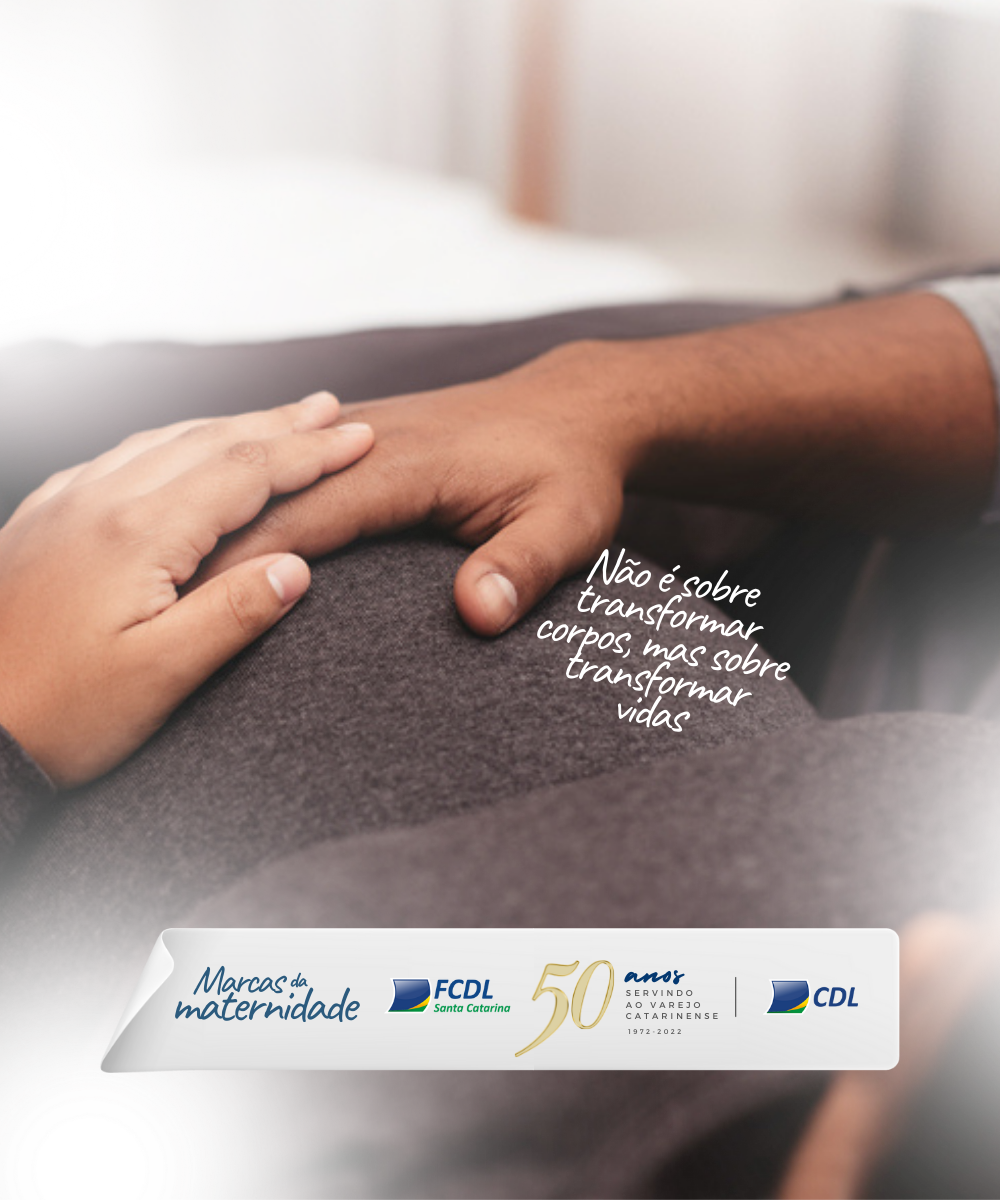 Não é sobre
transformar
corpos, mas sobre
transformar
vidas
Marcas da
maternidade
FCDL
Santa Catarina
50
anos
SERVINDO
AO VAREJO
CATARINENSE
1972-2022
CDL